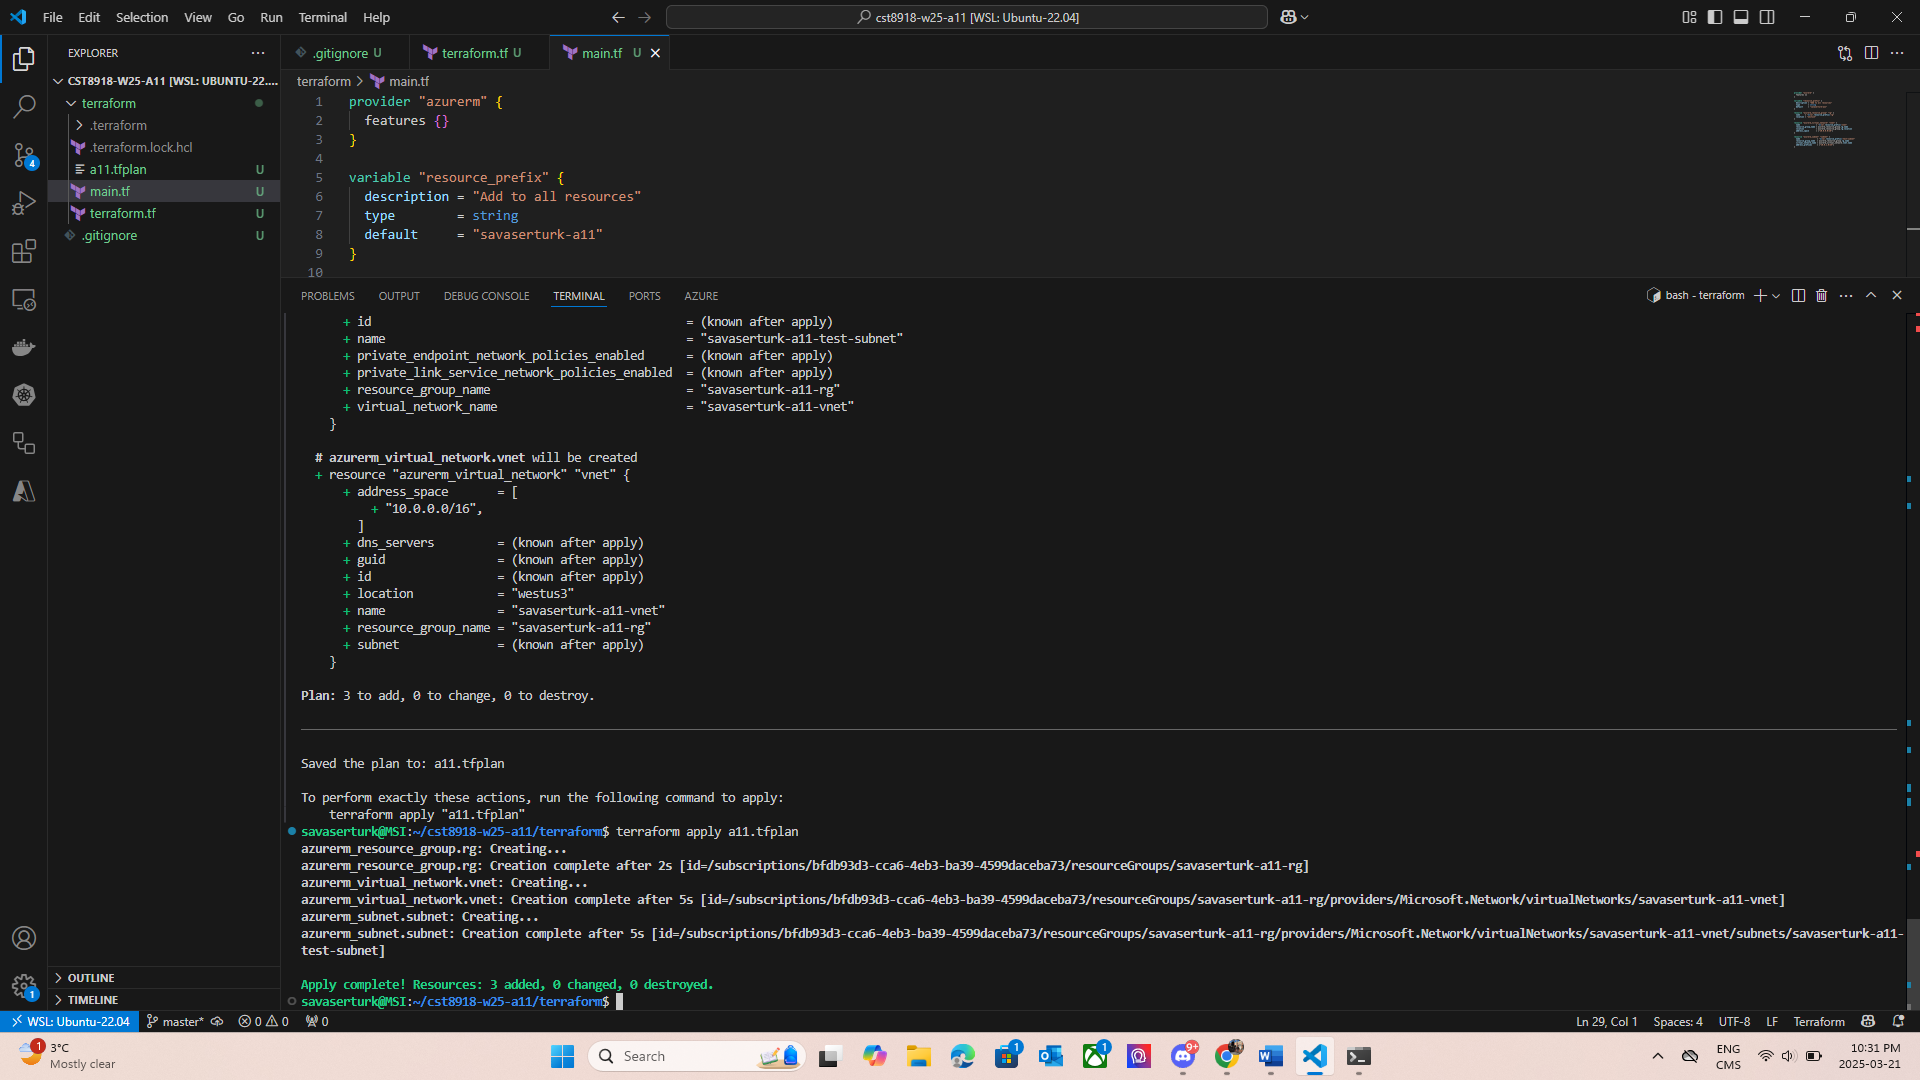 File Edit Selection View Go Run Terminal Help
cst8918-w25-a11 [WSL: Ubuntu-22.04]
EXPLORER
CST8918-W25-A11 [WSL: UBUNTU-22....
terraform
.terraform
.terraform.lock.hcl
a11.tfplan U
main.tf U
terraform.tf U
.gitignore U
4
.gitignore U
terraform.tf U
main.tf U
terraform > main.tf
1 provider "azurerm" {
2 features {}
3 }
4
5 variable "resource_prefix" {
6 description = "Add to all resources"
7 type = string
8 default = "savaserturk-a11"
9 }
10
PROBLEMS OUTPUT DEBUG CONSOLE TERMINAL PORTS AZURE
bash - terraform
+ id = (known after apply)
+ name = "savaserturk-a11-test-subnet"
+ private_endpoint_network_policies_enabled = (known after apply)
+ private_link_service_network_policies_enabled = (known after apply)
+ resource_group_name = "savaserturk-a11-rg"
+ virtual_network_name = "savaserturk-a11-vnet"
}
# azurerm_virtual_network.vnet will be created
+ resource "azurerm_virtual_network" "vnet" {
+ address_space = [
+ "10.0.0.0/16",
]
+ dns_servers = (known after apply)
+ guid = (known after apply)
+ id = (known after apply)
+ location = "westus3"
+ name = "savaserturk-a11-vnet"
+ resource_group_name = "savaserturk-a11-rg"
+ subnet = (known after apply)
}
Plan: 3 to add, 0 to change, 0 to destroy.
Saved the plan to: a11.tfplan
To perform exactly these actions, run the following command to apply:
terraform apply "a11.tfplan"
savaserturk@MSI:~/cst8918-w25-a11/terraform$ terraform apply a11.tfplan
azurerm_resource_group.rg: Creating...
azurerm_resource_group.rg: Creation complete after 2s [id=/subscriptions/bfdb93d3-cca6-4eb3-ba39-4599daceba73/resourceGroups/savaserturk-a11-rg]
azurerm_virtual_network.vnet: Creating...
azurerm_virtual_network.vnet: Creation complete after 5s [id=/subscriptions/bfdb93d3-cca6-4eb3-ba39-4599daceba73/resourceGroups/savaserturk-a11-rg/providers/Microsoft.Network/virtualNetworks/savaserturk-a11-vnet]
azurerm_subnet.subnet: Creating...
azurerm_subnet.subnet: Creation complete after 5s [id=/subscriptions/bfdb93d3-cca6-4eb3-ba39-4599daceba73/resourceGroups/savaserturk-a11-rg/providers/Microsoft.Network/virtualNetworks/savaserturk-a11-vnet/subnets/savaserturk-a11-
test-subnet]
Apply complete! Resources: 3 added, 0 changed, 0 destroyed.
savaserturk@MSI:~/cst8918-w25-a11/terraform$
OUTLINE
TIMELINE
1
WSL: Ubuntu-22.04 master* 0 0 0
Ln 29, Col 1 Spaces: 4 UTF-8 LF Terraform
1 3°C
Mostly clear
Search
1
1
9+
ENG
CMS
10:31 PM
2025-03-21